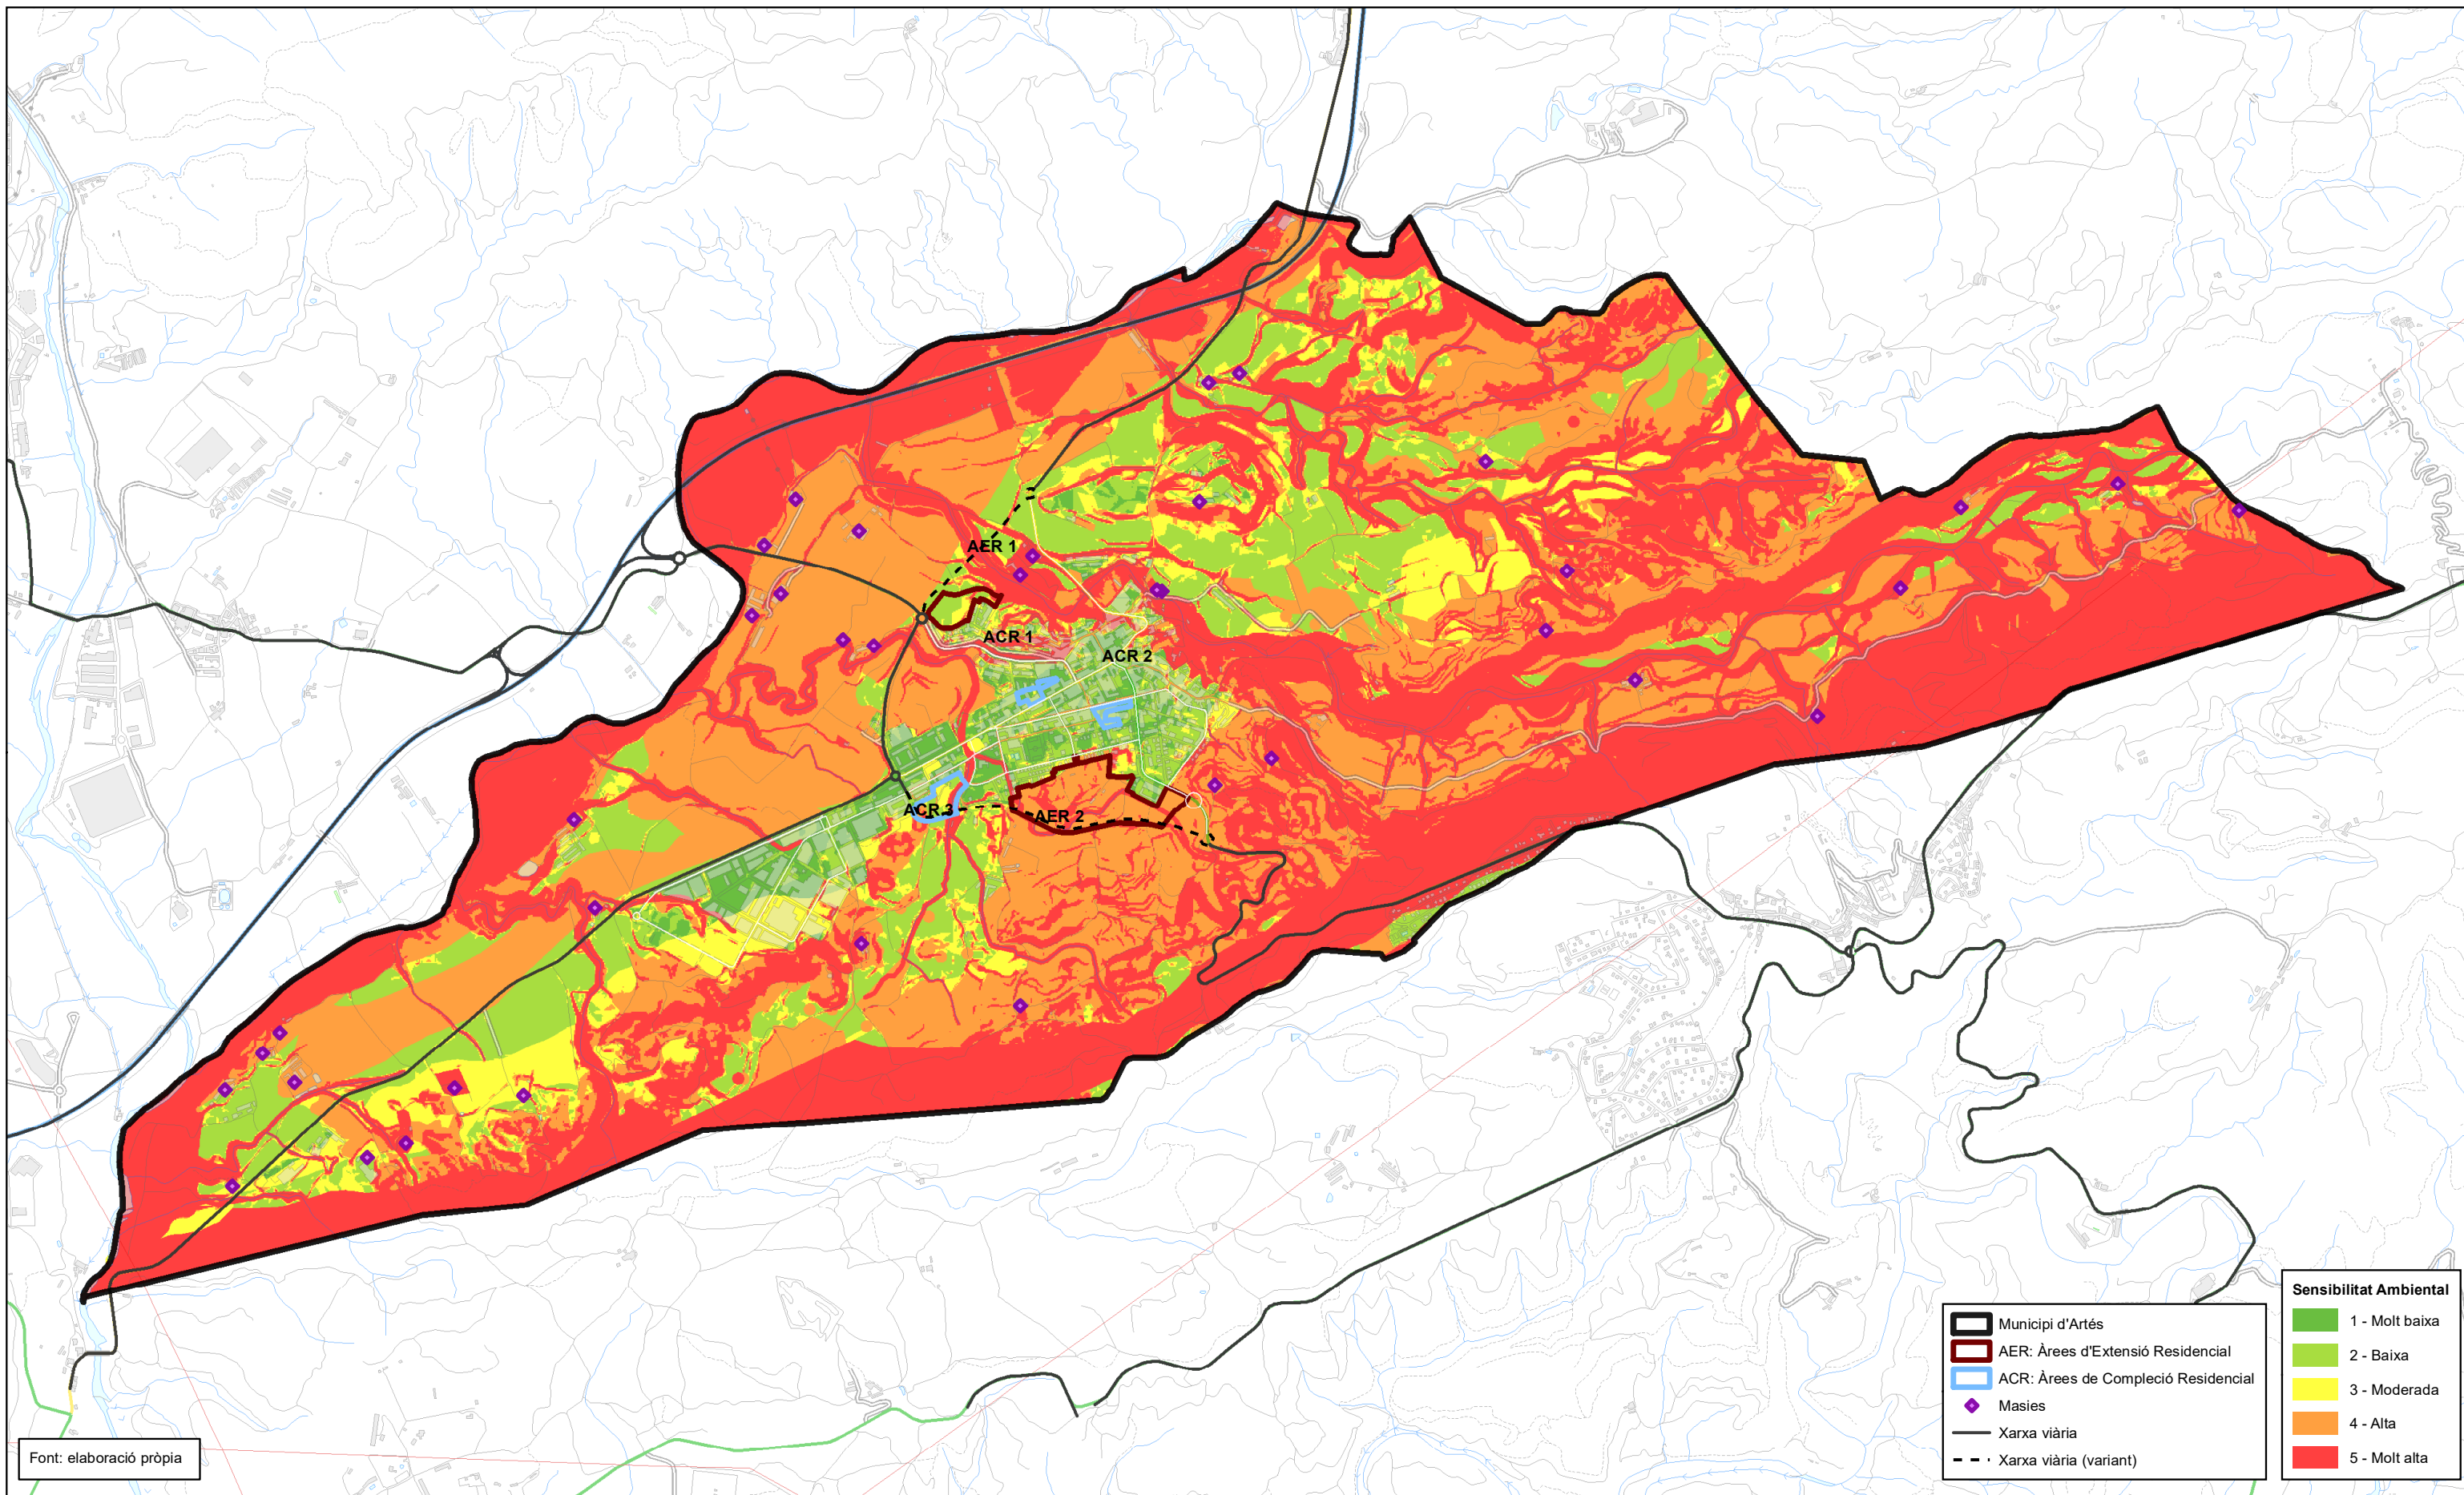 AER 1
ACR 1
ACR 2
ACR 3
AER 2
Font: elaboració pròpia
Municipi d'Artés
AER: Àrees d'Extensió Residencial
ACR: Àrees de Compleció Residencial
Masies
Xarxa viària
Xarxa viària (variant)
Sensibilitat Ambiental
1 - Molt baixa
2 - Baixa
3 - Moderada
4 - Alta
5 - Molt alta